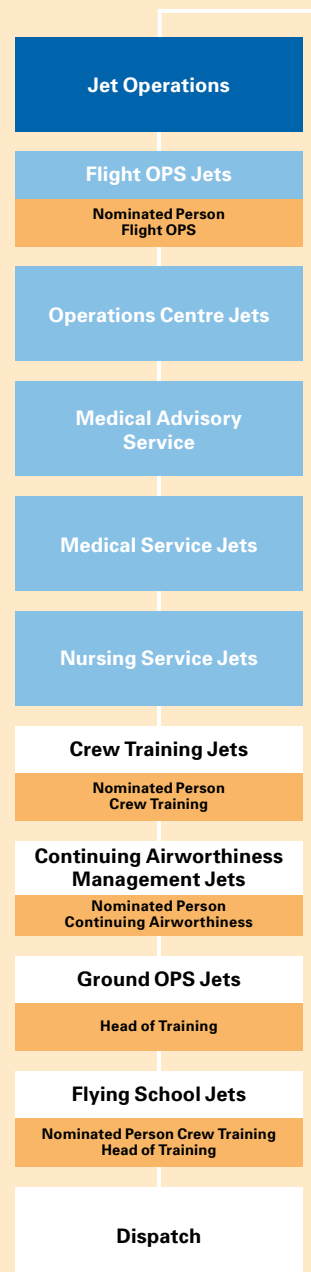 Jet Operations
Flight OPS Jets
Nominated Person
Flight OPS
Operations Centre Jets
Medical Advisory
Service
Medical Service Jets
Nursing Service Jets
Crew Training Jets
Nominated Person
Crew Training
Continuing Airworthiness
Management Jets
Nominated Person
Continuing Airworthiness
Ground OPS Jets
Head of Training
Flying School Jets
Nominated Person Crew Training
Head of Training
Dispatch